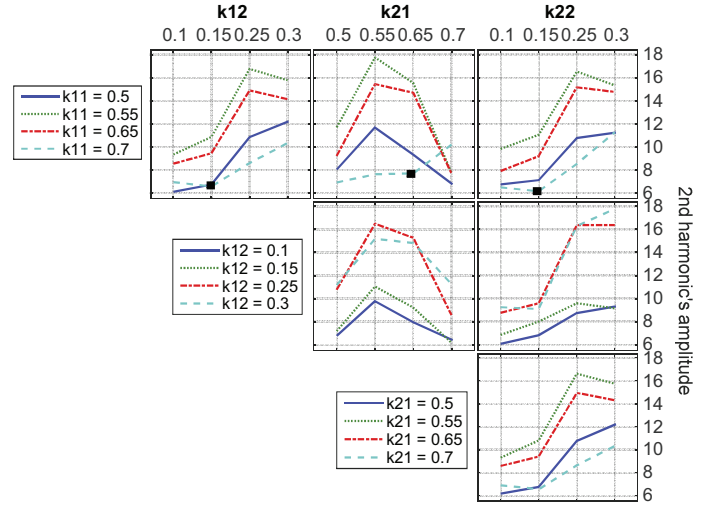 k12 k21 k22
0.1 0.15 0.25 0.3 0.5 0.55 0.65 0.7 0.1 0.15 0.25 0.3
k11 = 0.5
k11 = 0.55
k11 = 0.65
k11 = 0.7
18
16
14
12
10
8
6
k12 = 0.1
k12 = 0.15
k12 = 0.25
k12 = 0.3
18
16
14
12
10
8
6
2nd harmonic's amplitude
k21 = 0.5
k21 = 0.55
k21 = 0.65
k21 = 0.7
18
16
14
12
10
8
6